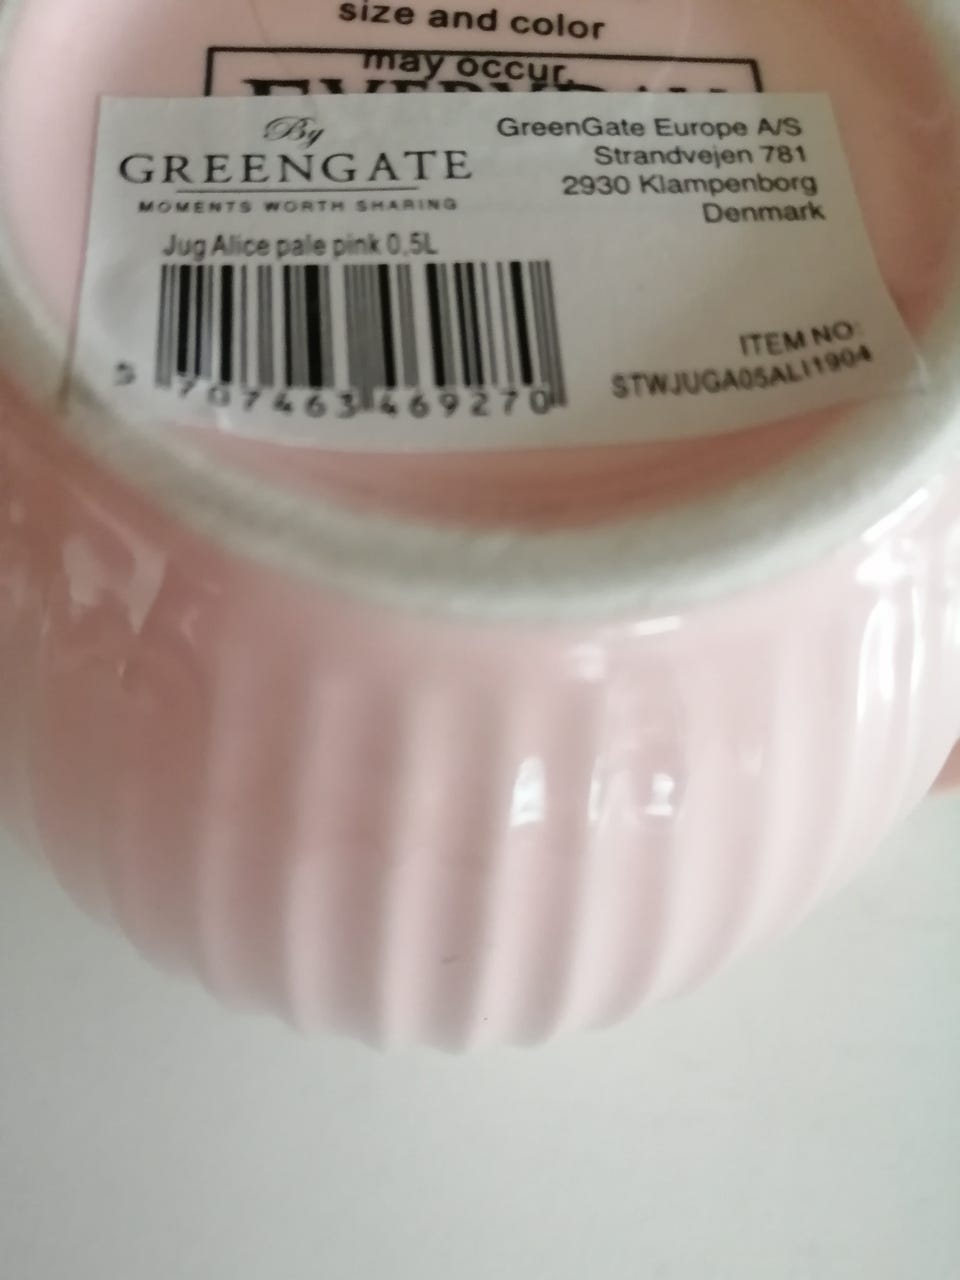 size and color
may occur.
EVERYDAY
By
GREENGATE
MOMENTS WORTH SHARING
GreenGate Europe A/S
Strandvejen 781
2930 Klampenborg
Denmark
Jug Alice pale pink 0,5L
5 707463 469270
ITEM NO:
STWJUGA05ALI1904